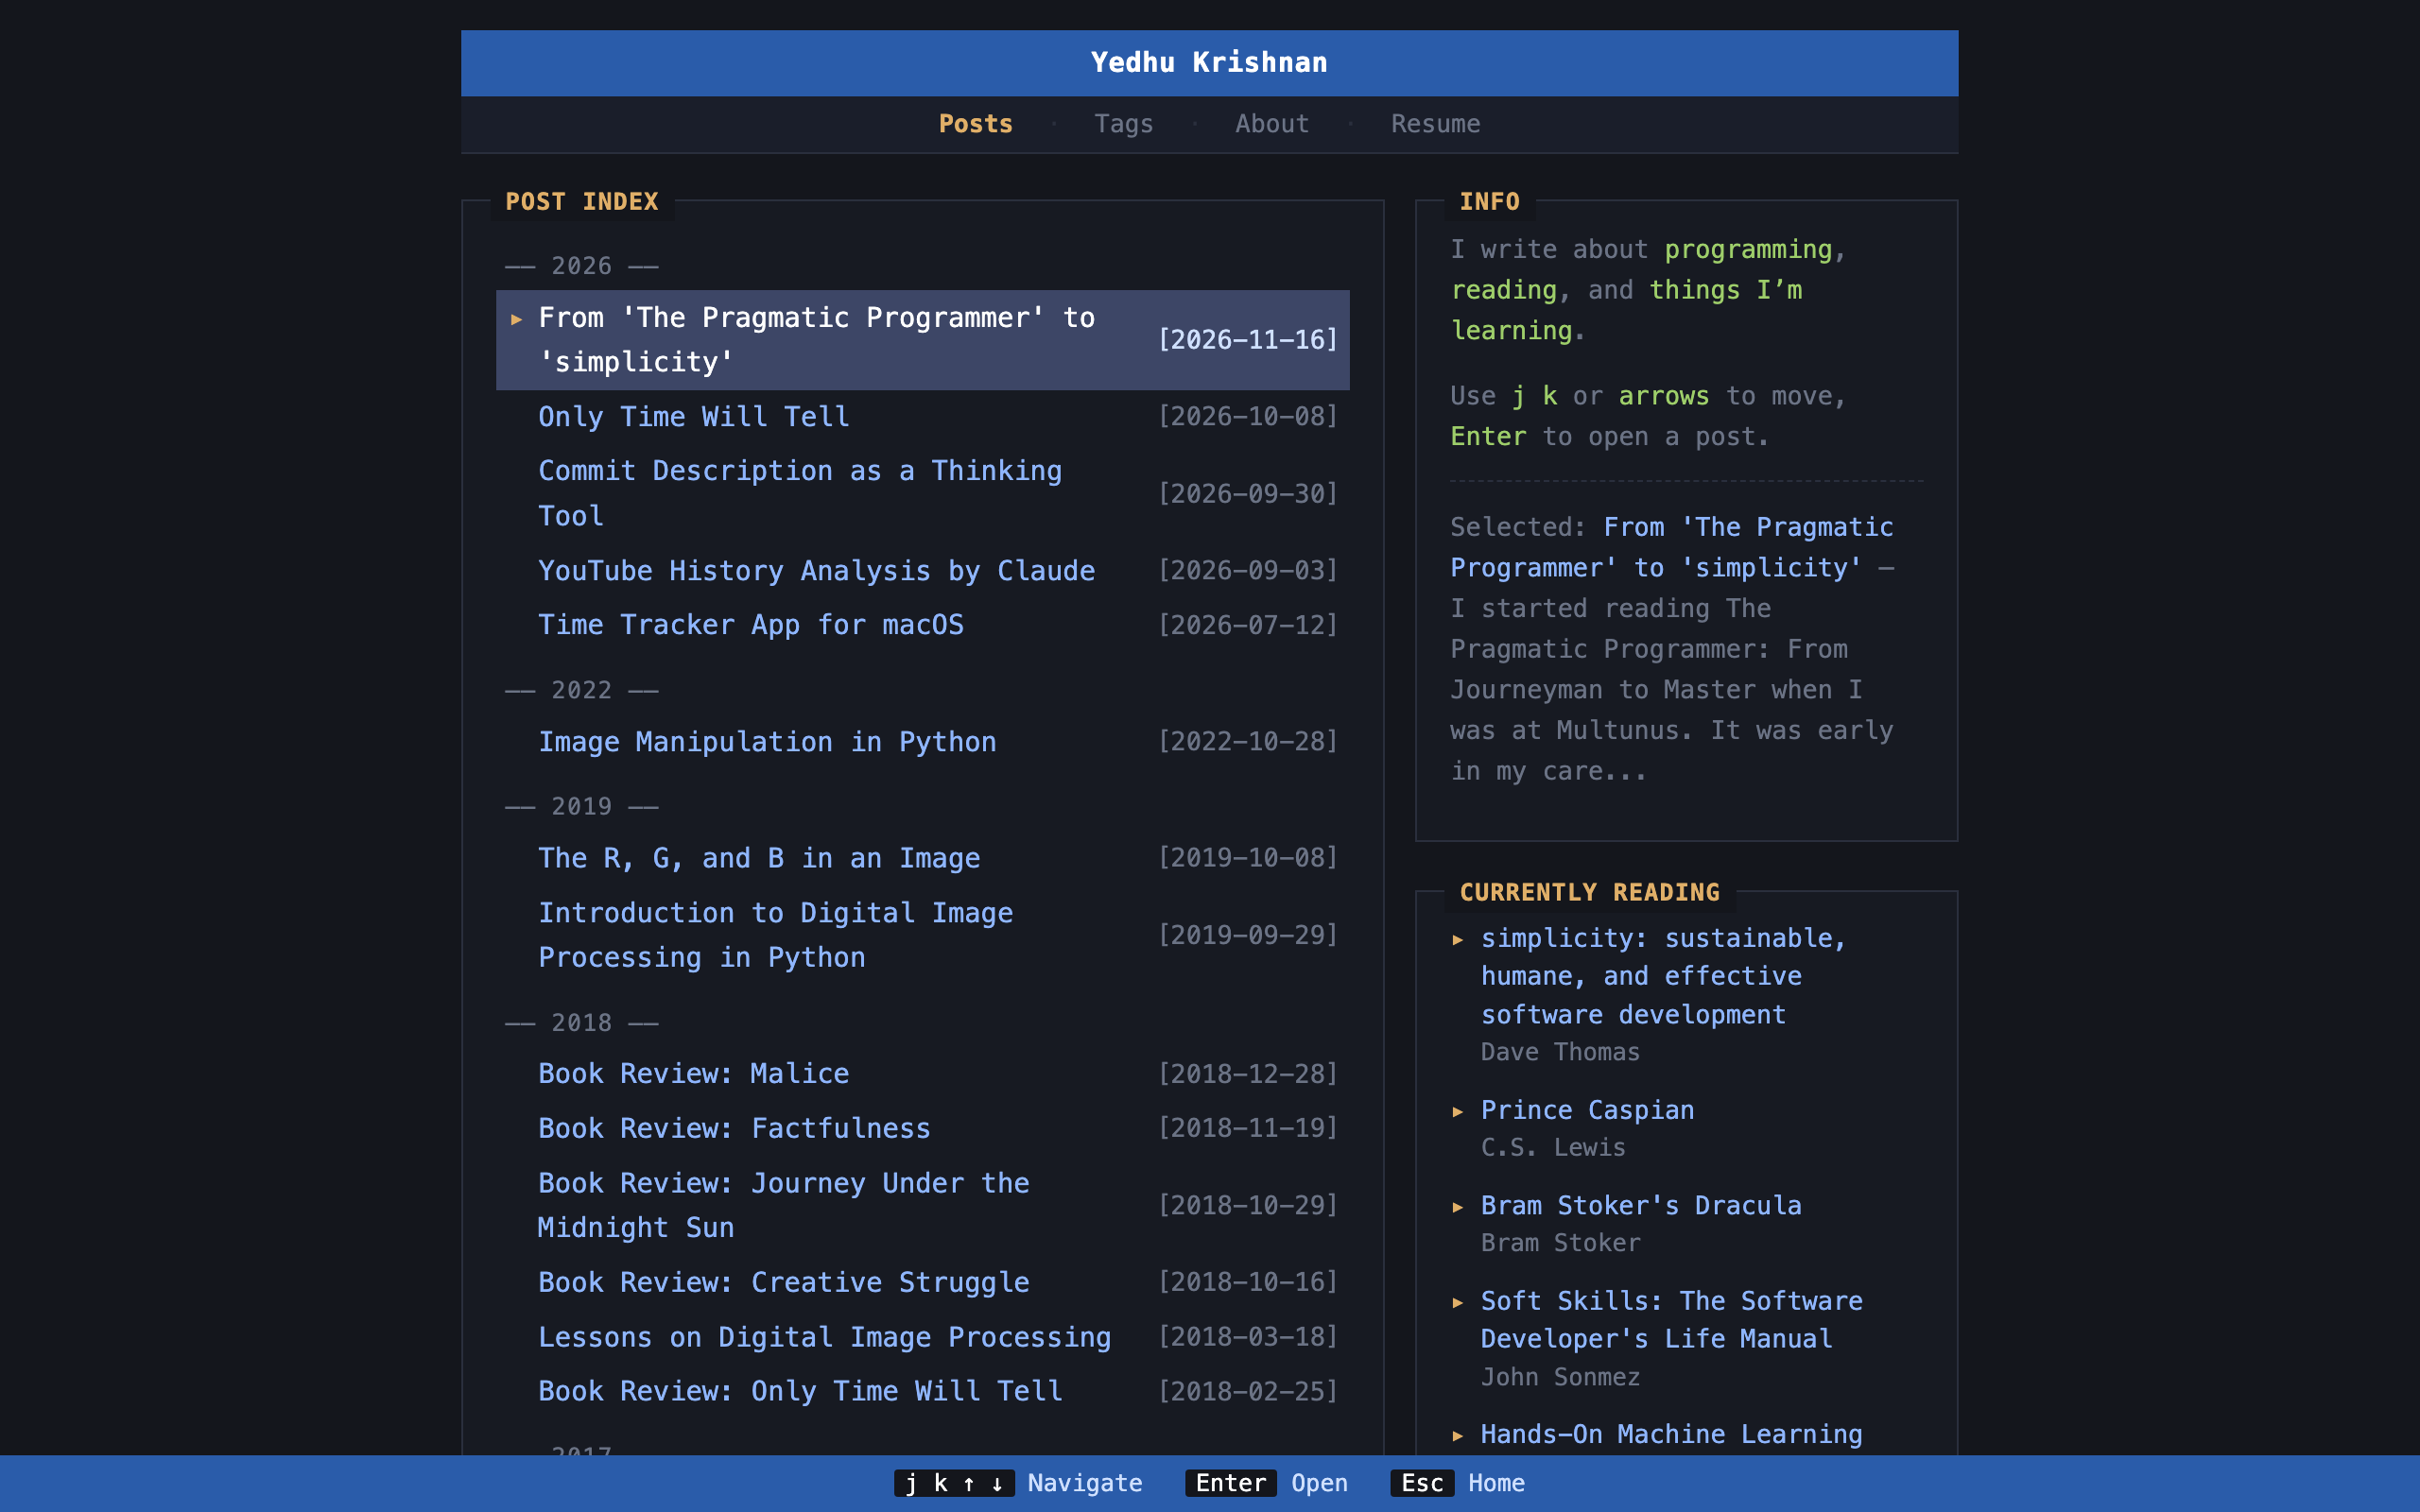 Yedhu Krishnan
Posts · Tags · About · Resume
POST INDEX
—— 2026 ——
▸ From 'The Pragmatic Programmer' to
'simplicity'
[2026-11-16]
Only Time Will Tell [2026-10-08]
Commit Description as a Thinking
Tool
[2026-09-30]
YouTube History Analysis by Claude [2026-09-03]
Time Tracker App for macOS [2026-07-12]
—— 2022 ——
Image Manipulation in Python [2022-10-28]
—— 2019 ——
The R, G, and B in an Image [2019-10-08]
Introduction to Digital Image
Processing in Python
[2019-09-29]
—— 2018 ——
Book Review: Malice [2018-12-28]
Book Review: Factfulness [2018-11-19]
Book Review: Journey Under the
Midnight Sun
[2018-10-29]
Book Review: Creative Struggle [2018-10-16]
Lessons on Digital Image Processing [2018-03-18]
Book Review: Only Time Will Tell [2018-02-25]
2017
INFO
I write about programming,
reading, and things I’m
learning.
Use j k or arrows to move,
Enter to open a post.
Selected: From 'The Pragmatic
Programmer' to 'simplicity' —
I started reading The
Pragmatic Programmer: From
Journeyman to Master when I
was at Multunus. It was early
in my care...
CURRENTLY READING
▸ simplicity: sustainable,
humane, and effective
software development
Dave Thomas
▸ Prince Caspian
C.S. Lewis
▸ Bram Stoker's Dracula
Bram Stoker
▸ Soft Skills: The Software
Developer's Life Manual
John Sonmez
▸ Hands-On Machine Learning
j k ↑ ↓ Navigate Enter Open Esc Home